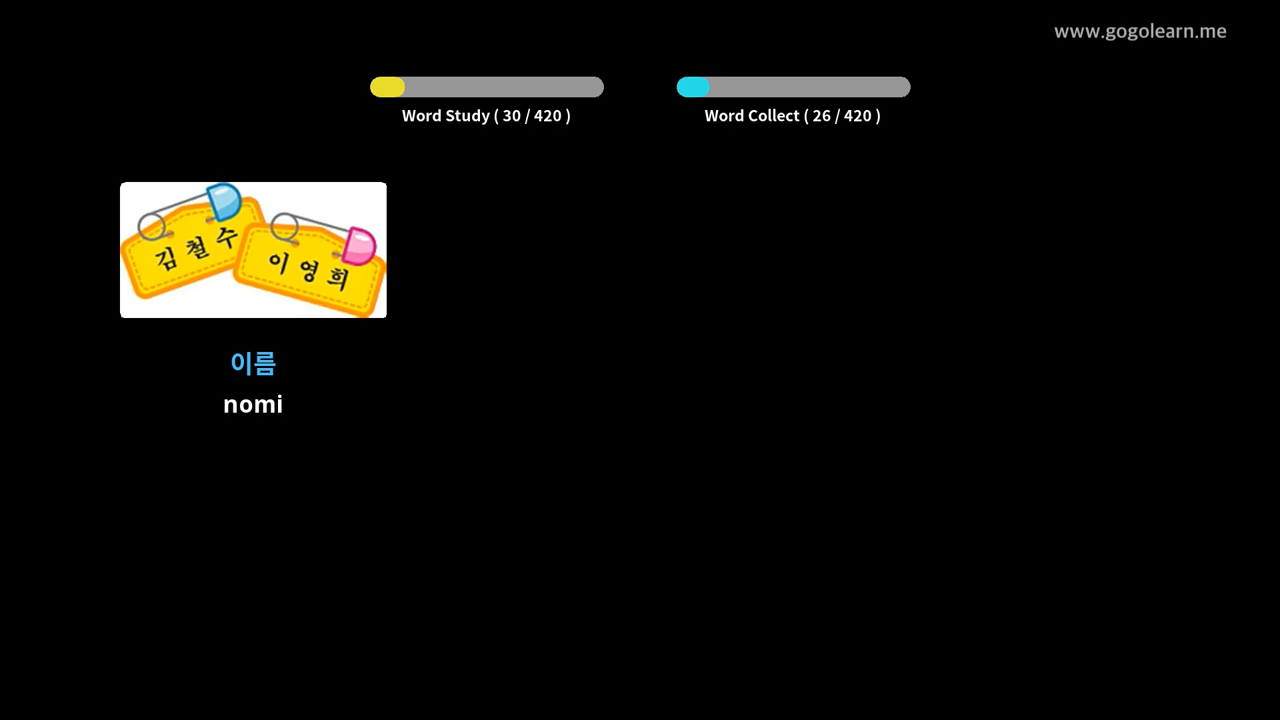 www.gogolearn.me
Word Study ( 30 / 420 )
Word Collect ( 26 / 420 )
김철수
이영희
이름
nomi